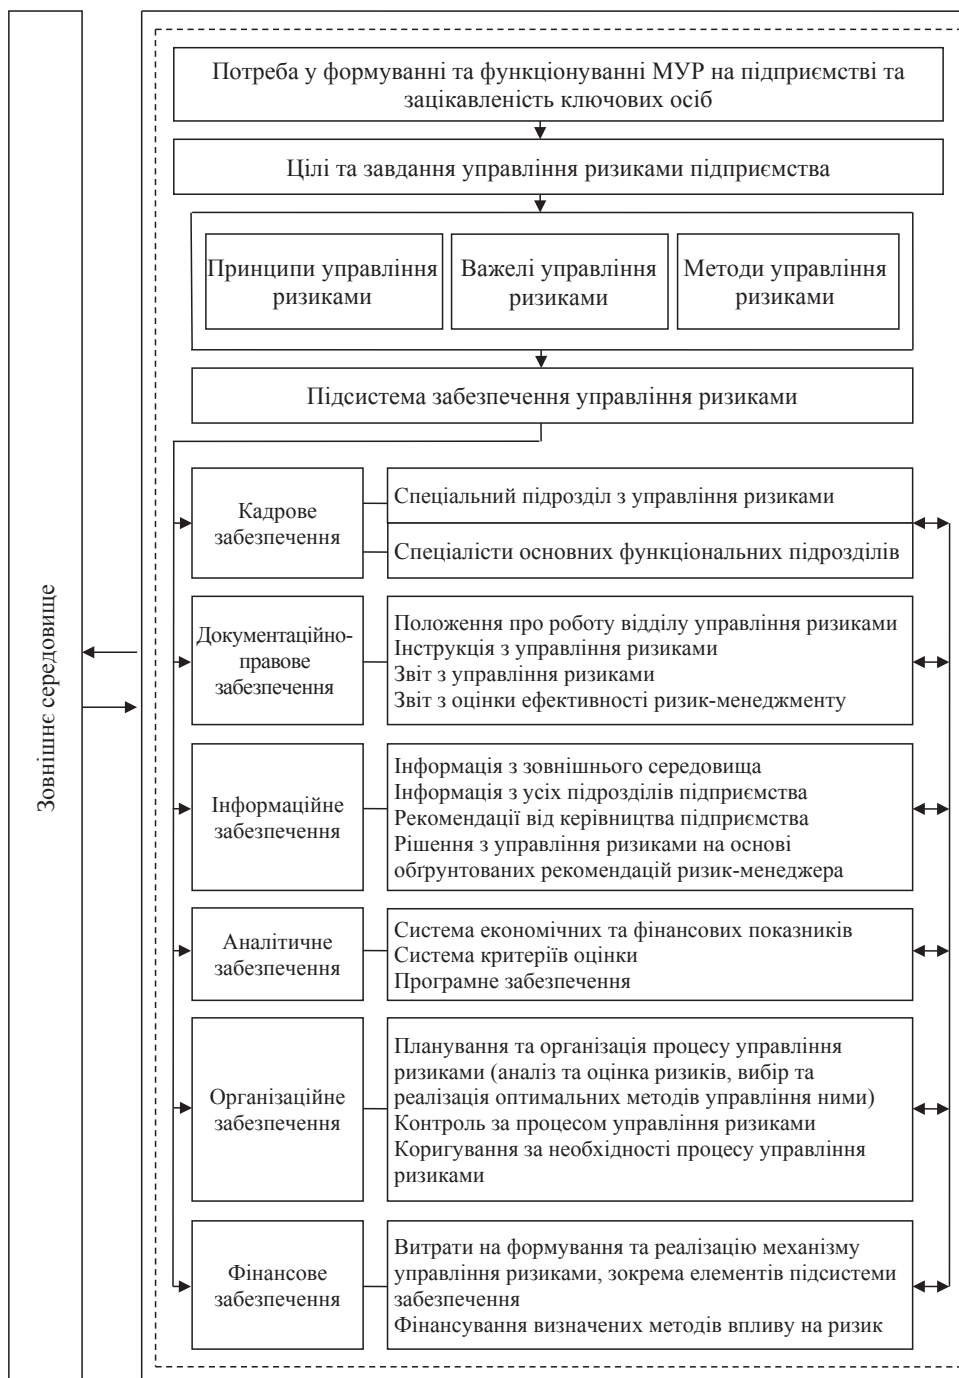 Зовнішнє середовище
Потреба у формуванні та функціонуванні МУР на підприємстві та
зацікавленість ключових осіб
Цілі та завдання управління ризиками підприємства
Принципи управління
ризиками
Важелі управління
ризиками
Методи управління
ризиками
Підсистема забезпечення управління ризиками
Кадрове
забезпечення
Спеціальний підрозділ з управління ризиками
Спеціалісти основних функціональних підрозділів
Документаційно-
правове
забезпечення
Положення про роботу відділу управління ризиками
Інструкція з управління ризиками
Звіт з управління ризиками
Звіт з оцінки ефективності ризик-менеджменту
Інформаційне
забезпечення
Інформація з зовнішнього середовища
Інформація з усіх підрозділів підприємства
Рекомендації від керівництва підприємства
Рішення з управління ризиками на основі
обґрунтованих рекомендацій ризик-менеджера
Аналітичне
забезпечення
Система економічних та фінансових показників
Система критеріїв оцінки
Програмне забезпечення
Організаційне
забезпечення
Планування та організація процесу управління
ризиками (аналіз та оцінка ризиків, вибір та
реалізація оптимальних методів управління ними)
Контроль за процесом управління ризиками
Коригування за необхідності процесу управління
ризиками
Фінансове
забезпечення
Витрати на формування та реалізацію механізму
управління ризиками, зокрема елементів підсистеми
забезпечення
Фінансування визначених методів впливу на ризик